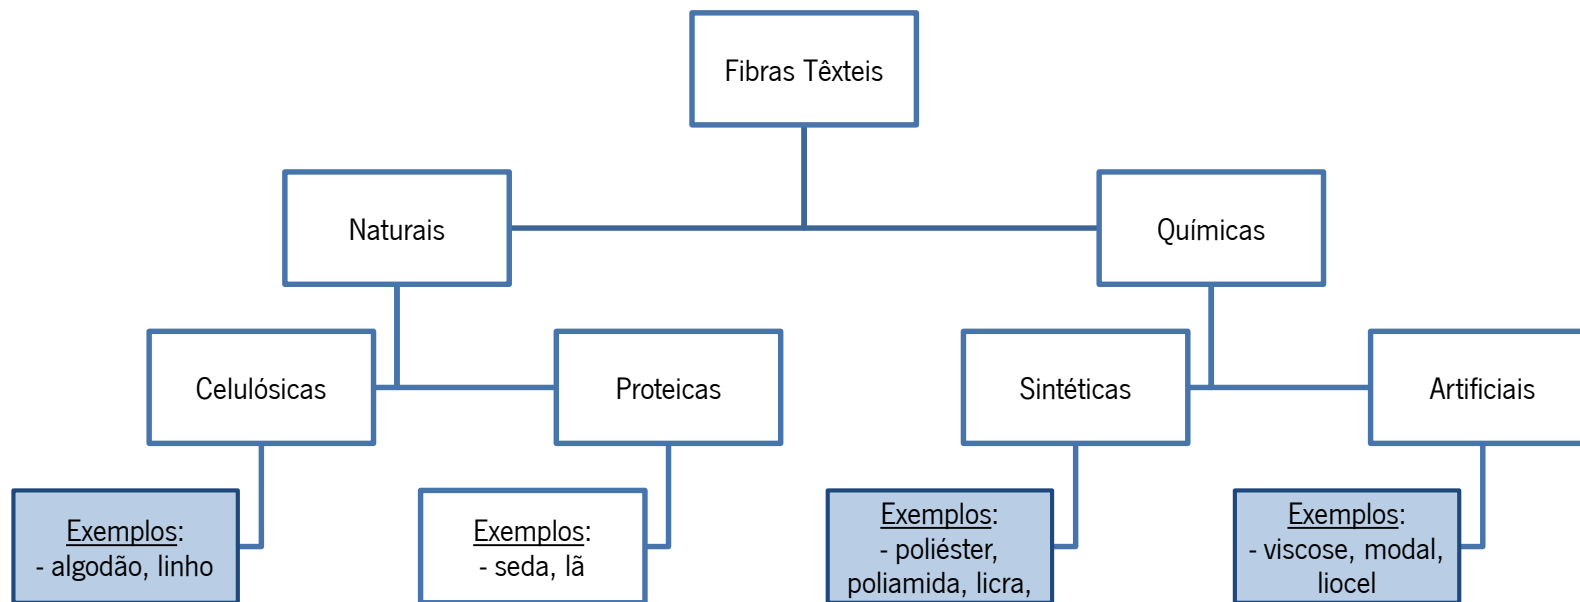 Fibras Têxteis
Naturais
Químicas
Celulósicas
Proteicas
Sintéticas
Artificiais
Exemplos:
- algodão, linho
Exemplos:
- seda, lã
Exemplos:
- poliéster,
poliamida, licra,
Exemplos:
- viscose, modal,
liocel